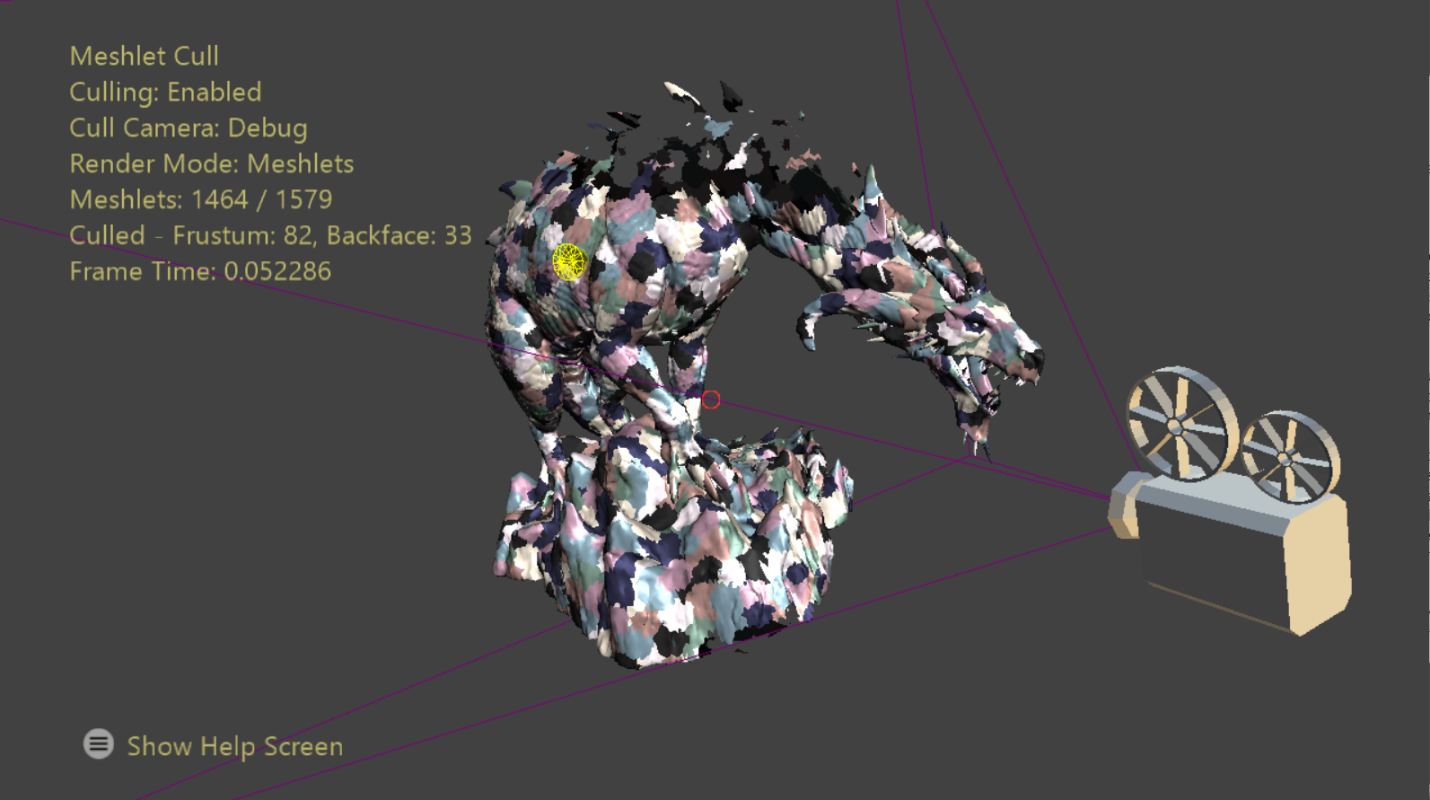 Meshlet Cull
Culling: Enabled
Cull Camera: Debug
Render Mode: Meshlets
Meshlets: 1464 / 1579
Culled - Frustum: 82, Backface: 33
Frame Time: 0.052286
Show Help Screen